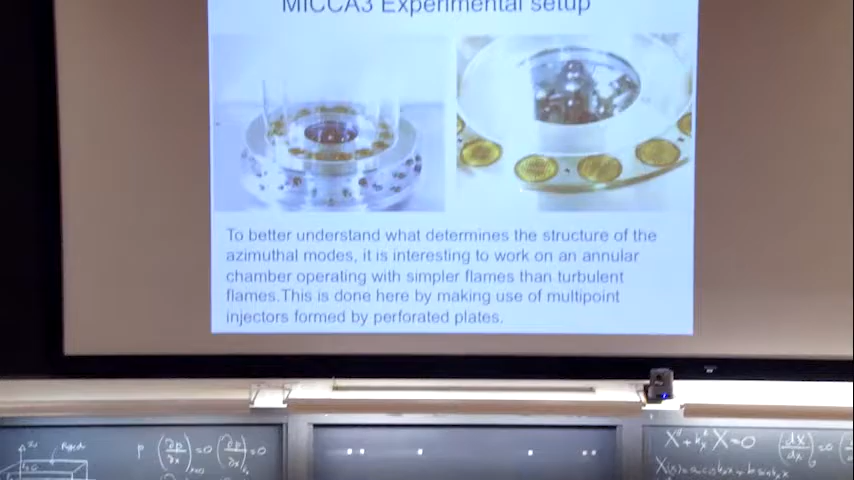 MICCA3 Experimental setup
To better understand what determines the structure of the
azimuthal modes, it is interesting to work on an annular
chamber operating with simpler flames than turbulent
flames.This is done here by making use of multipoint
injectors formed by perforated plates.